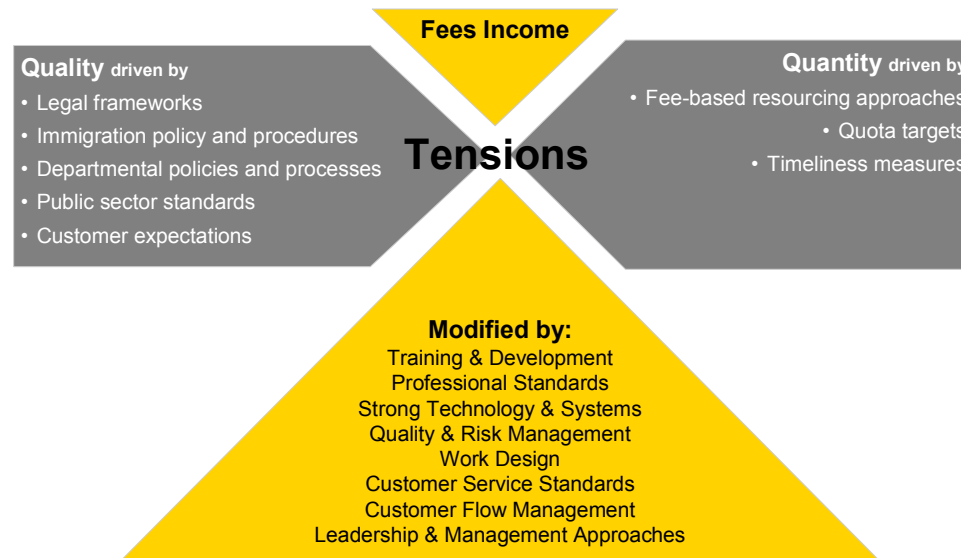 Fees Income
Quality driven by
• Legal frameworks
• Immigration policy and procedures
• Departmental policies and processes
• Public sector standards
• Customer expectations
Tensions
Quantity driven by
• Fee-based resourcing approaches
• Quota targets
• Timeliness measures
Modified by:
Training & Development
Professional Standards
Strong Technology & Systems
Quality & Risk Management
Work Design
Customer Service Standards
Customer Flow Management
Leadership & Management Approaches